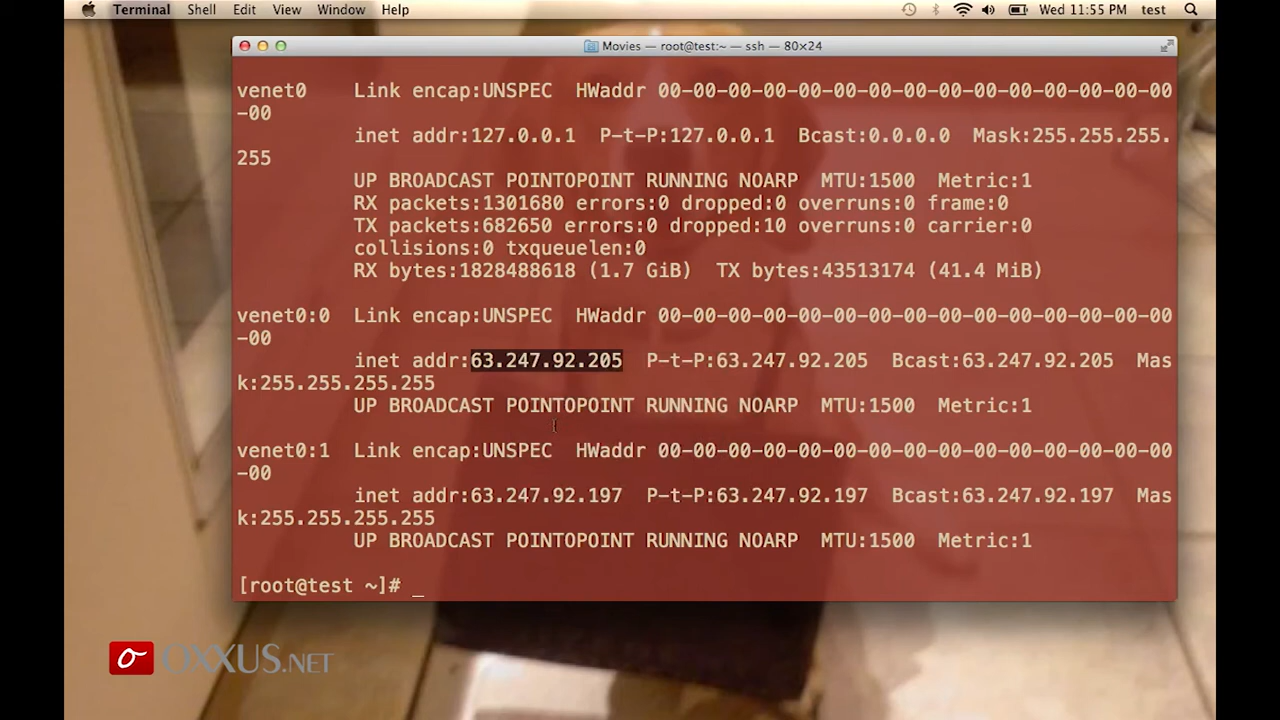 Terminal Shell Edit View Window Help Wed 11:55 PM test
Movies — root@test:~ — ssh — 80×24
venet0    Link encap:UNSPEC  HWaddr 00-00-00-00-00-00-00-00-00-00-00-00-00-00-00
-00
inet addr:127.0.0.1  P-t-P:127.0.0.1  Bcast:0.0.0.0  Mask:255.255.255.
255
UP BROADCAST POINTOPOINT RUNNING NOARP  MTU:1500  Metric:1
RX packets:1301680 errors:0 dropped:0 overruns:0 frame:0
TX packets:682650 errors:0 dropped:10 overruns:0 carrier:0
collisions:0 txqueuelen:0
RX bytes:1828488618 (1.7 GiB)  TX bytes:43513174 (41.4 MiB)
venet0:0  Link encap:UNSPEC  HWaddr 00-00-00-00-00-00-00-00-00-00-00-00-00-00-00
-00
inet addr:63.247.92.205  P-t-P:63.247.92.205  Bcast:63.247.92.205  Mas
k:255.255.255.255
UP BROADCAST POINTOPOINT RUNNING NOARP  MTU:1500  Metric:1
venet0:1  Link encap:UNSPEC  HWaddr 00-00-00-00-00-00-00-00-00-00-00-00-00-00-00
-00
inet addr:63.247.92.197  P-t-P:63.247.92.197  Bcast:63.247.92.197  Mas
k:255.255.255.255
UP BROADCAST POINTOPOINT RUNNING NOARP  MTU:1500  Metric:1
[root@test ~]# _
OXXUS.NET